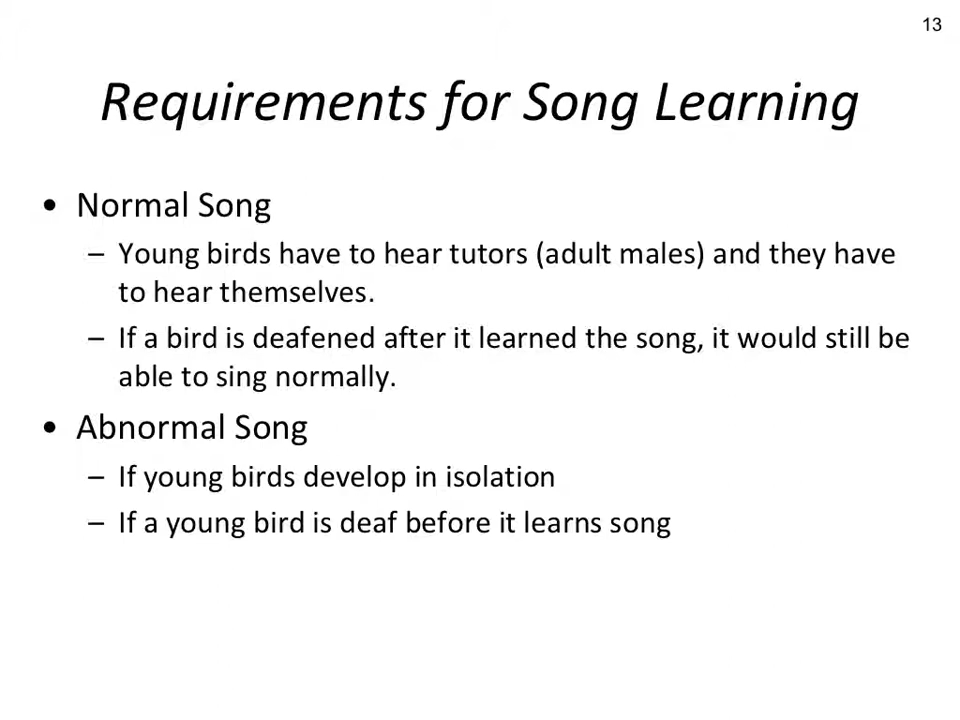 13
Requirements for Song Learning
• Normal Song
– Young birds have to hear tutors (adult males) and they have
to hear themselves.
– If a bird is deafened after it learned the song, it would still be
able to sing normally.
• Abnormal Song
– If young birds develop in isolation
– If a young bird is deaf before it learns song